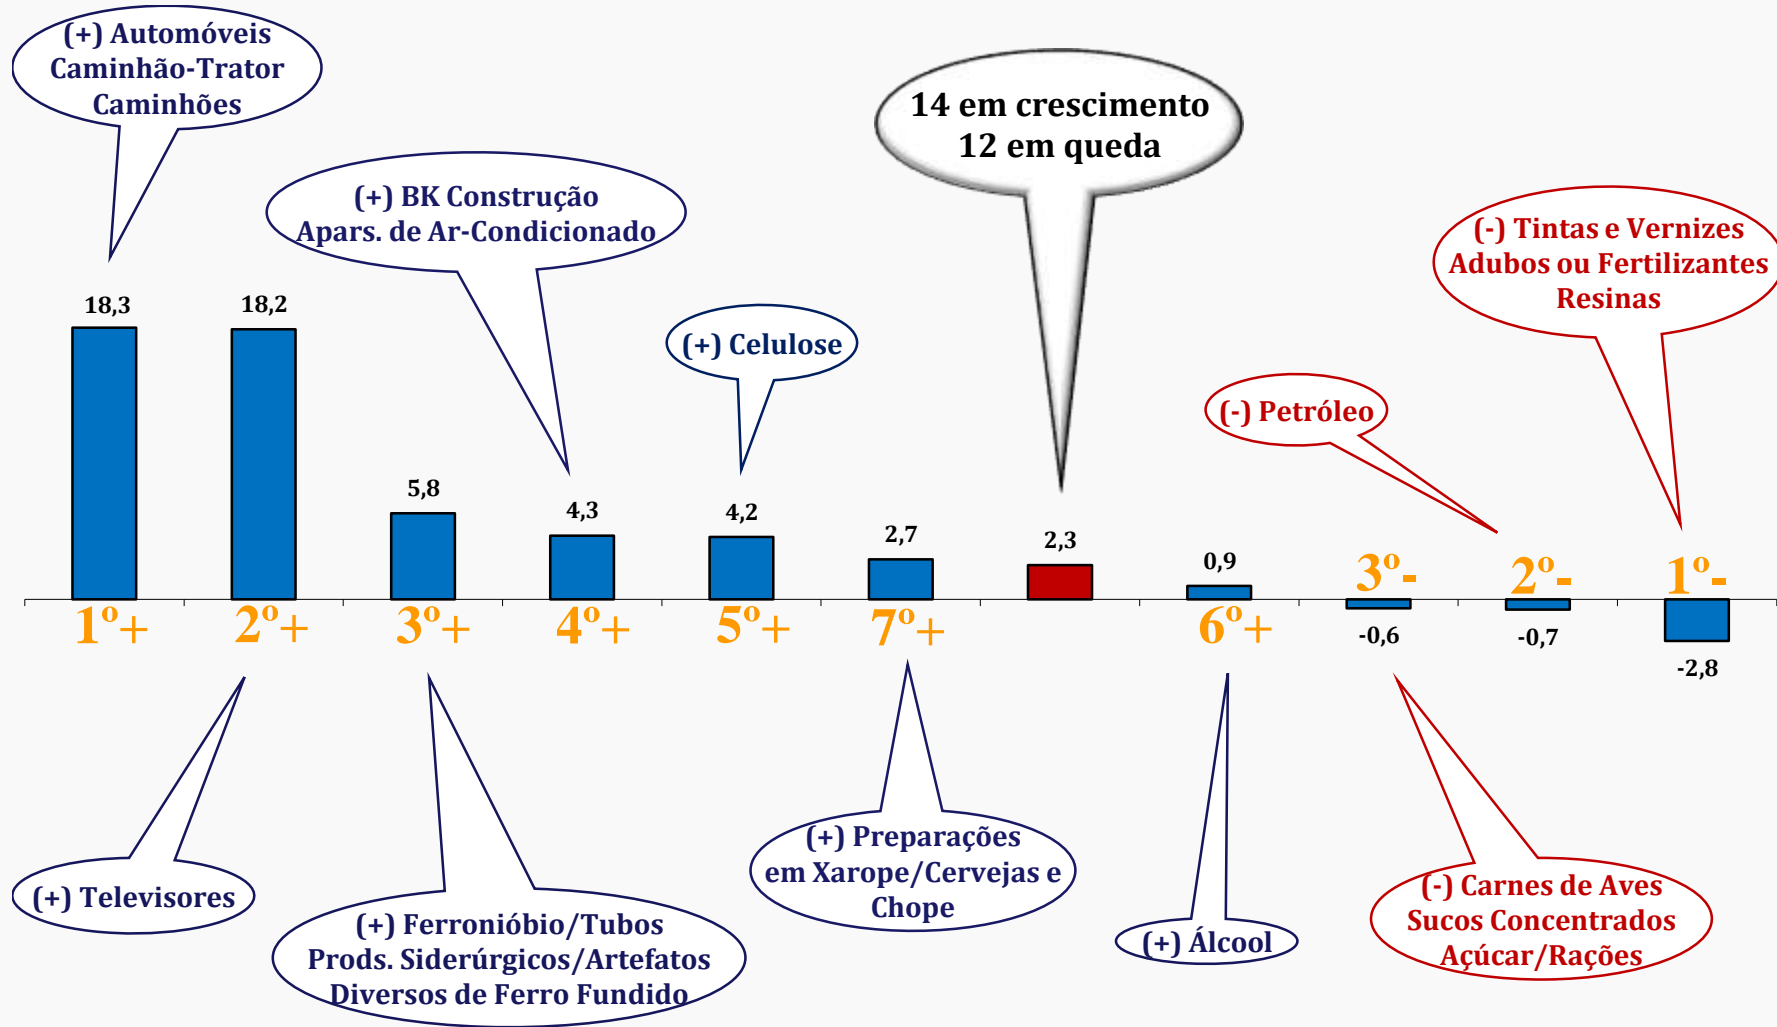 (+) Automóveis
Caminhão-Trator
Caminhões
(+) BK Construção
Apars. de Ar-Condicionado
(+) Celulose
14 em crescimento
12 em queda
(-) Petróleo
(-) Tintas e Vernizes
Adubos ou Fertilizantes
Resinas
18,3
18,2
5,8
4,3
4,2
2,7
2,3
0,9
-0,6
-0,7
-2,8
1º+
2º+
3º+
4º+
5º+
7º+
6º+
3º-
2º-
1º-
(+) Televisores
(+) Ferronióbio/Tubos
Prods. Siderúrgicos/Artefatos
Diversos de Ferro Fundido
(+) Preparações
em Xarope/Cervejas e
Chope
(+) Álcool
(-) Carnes de Aves
Sucos Concentrados
Açúcar/Rações